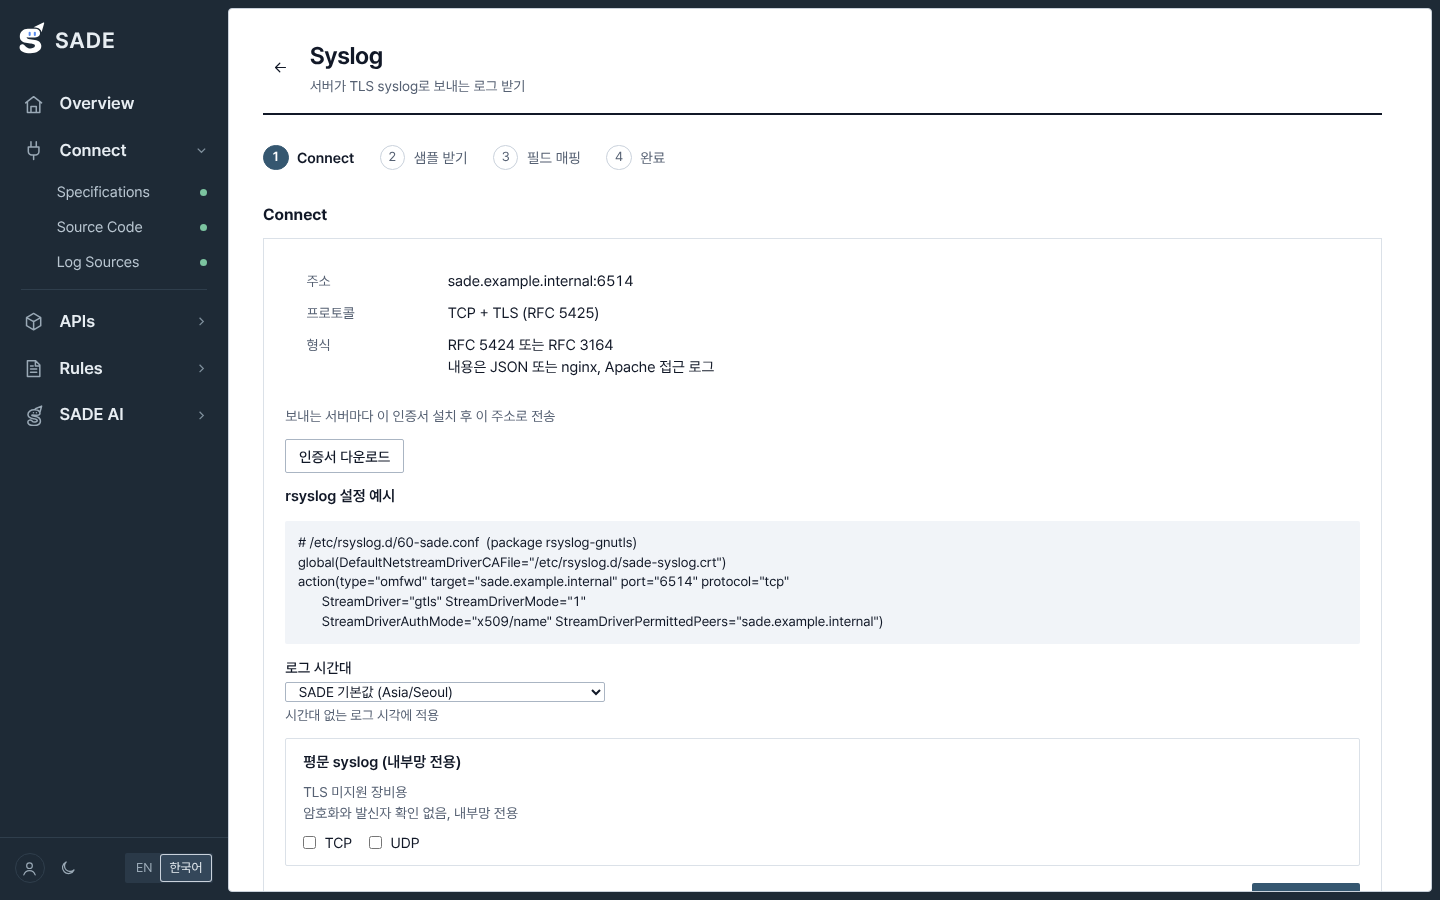 SADE
Overview
Connect
Specifications
Source Code
Log Sources
APIs
Rules
SADE AI
EN
한국어
Syslog
서버가 TLS syslog로 보내는 로그 받기
1 Connect
2 샘플 받기
3 필드 매핑
4 완료
Connect
주소 sade.example.internal:6514
프로토콜 TCP + TLS (RFC 5425)
형식 RFC 5424 또는 RFC 3164
내용은 JSON 또는 nginx, Apache 접근 로그
보내는 서버마다 이 인증서 설치 후 이 주소로 전송
인증서 다운로드
rsyslog 설정 예시
# /etc/rsyslog.d/60-sade.conf  (package rsyslog-gnutls)
global(DefaultNetstreamDriverCAFile="/etc/rsyslog.d/sade-syslog.crt")
action(type="omfwd" target="sade.example.internal" port="6514" protocol="tcp"
StreamDriver="gtls" StreamDriverMode="1"
StreamDriverAuthMode="x509/name" StreamDriverPermittedPeers="sade.example.internal")
로그 시간대
SADE 기본값 (Asia/Seoul)
시간대 없는 로그 시각에 적용
평문 syslog (내부망 전용)
TLS 미지원 장비용
암호화와 발신자 확인 없음, 내부망 전용
TCP UDP